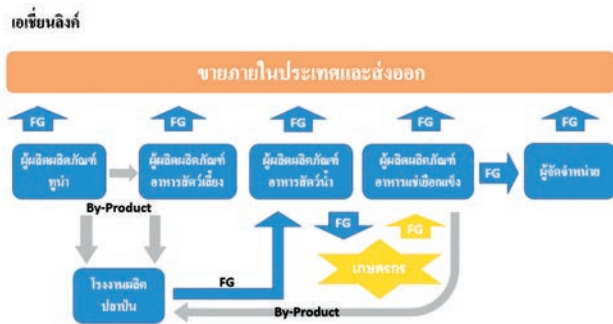 เอเชี่ยนลิงค์
ขายภายในประเทศและส่งออก
FG FG FG FG FG
ผู้ผลิตผลิตภัณฑ์
ทูน่า
ผู้ผลิตผลิตภัณฑ์
อาหารสัตว์เลี้ยง
ผู้ผลิตผลิตภัณฑ์
อาหารสัตว์น้ำ
ผู้ผลิตผลิตภัณฑ์
อาหารแช่เยือกแข็ง
FG
ผู้จัดจำหน่าย
By-Product
FG
FG
เกษตรกร
โรงงานผลิต
ปลาป่น
FG
By-Product